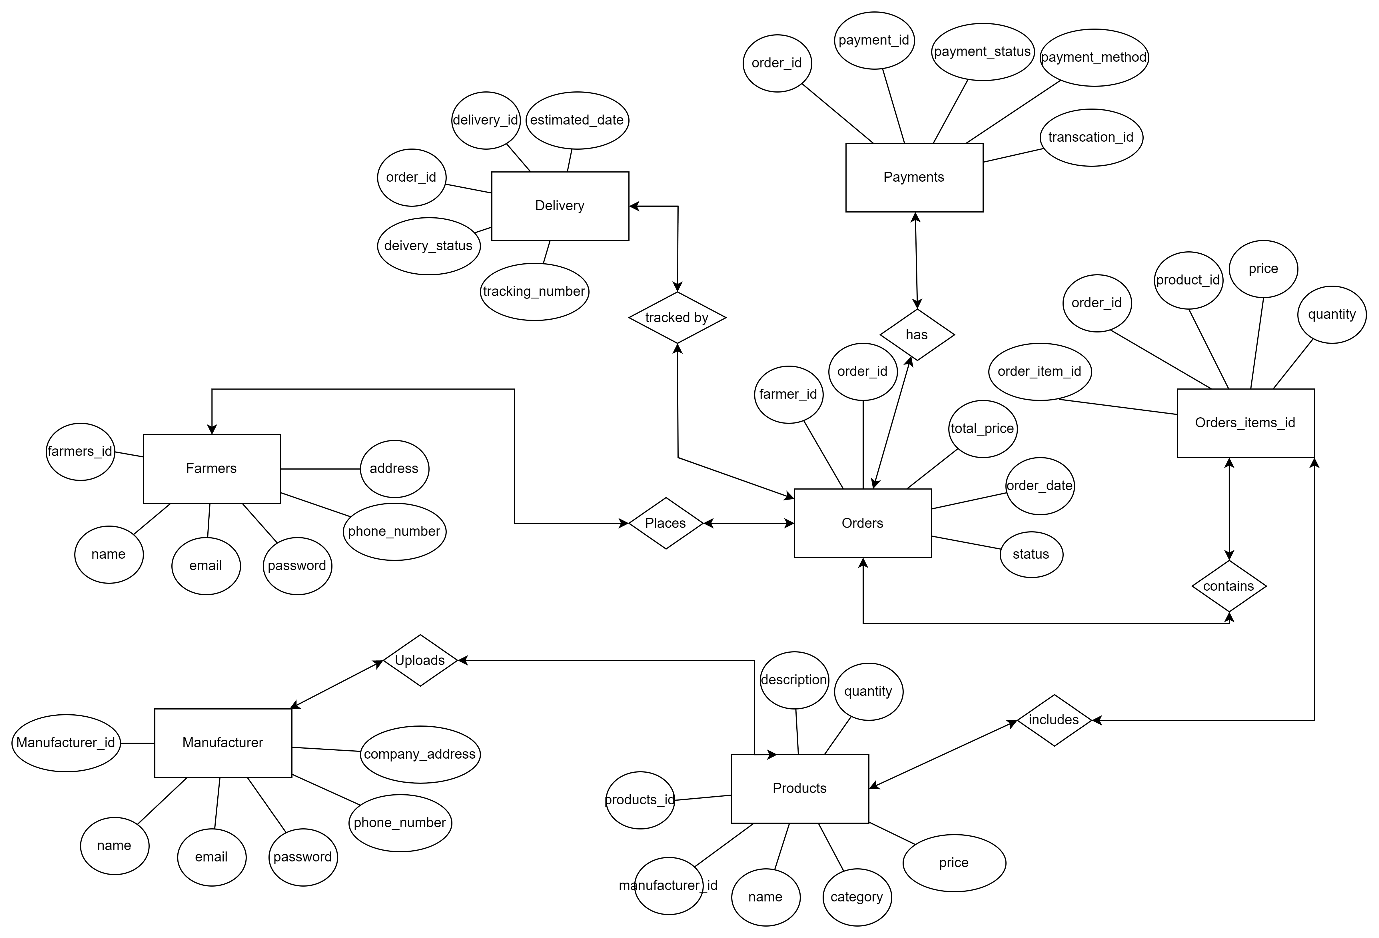 payment_id
payment_status
payment_method
order_id
transcation_id
Payments
delivery_id
estimated_date
order_id
Delivery
deivery_status
tracking_number
tracked by
has
order_id
product_id
price
quantity
order_item_id
Orders_items_id
farmer_id
order_id
total_price
order_date
status
Orders
Places
farmers_id
Farmers
address
phone_number
name
email
password
contains
Uploads
Manufacturer_id
Manufacturer
company_address
phone_number
name
email
password
description
quantity
includes
products_id
Products
manufacturer_id
name
category
price